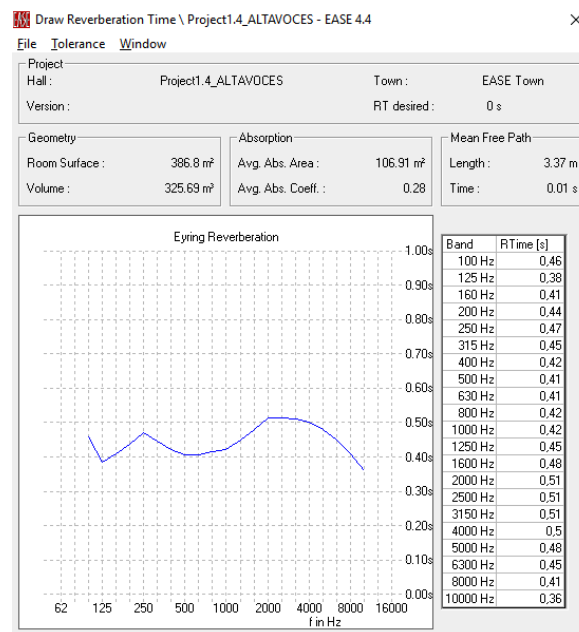 Draw Reverberation Time \ Project1.4_ALTAVOCES - EASE 4.4
File Tolerance Window
Project
Hall : Project1.4_ALTAVOCES Town : EASE Town
Version : RT desired : 0 s
Geometry Absorption Mean Free Path
Room Surface : 386.8 m² Avg. Abs. Area : 106.91 m² Length : 3.37 m
Volume : 325.69 m³ Avg. Abs. Coeff. : 0.28 Time : 0.01 s
Eyring Reverberation
1.00s
0.90s
0.80s
0.70s
0.60s
0.50s
0.40s
0.30s
0.20s
0.10s
0.00s
62 125 250 500 1000 2000 4000 8000 16000
f in Hz
Band RTime [s]
100 Hz 0,46
125 Hz 0,38
160 Hz 0,41
200 Hz 0,44
250 Hz 0,47
315 Hz 0,45
400 Hz 0,42
500 Hz 0,41
630 Hz 0,41
800 Hz 0,42
1000 Hz 0,42
1250 Hz 0,45
1600 Hz 0,48
2000 Hz 0,51
2500 Hz 0,51
3150 Hz 0,51
4000 Hz 0,5
5000 Hz 0,48
6300 Hz 0,45
8000 Hz 0,41
10000 Hz 0,36